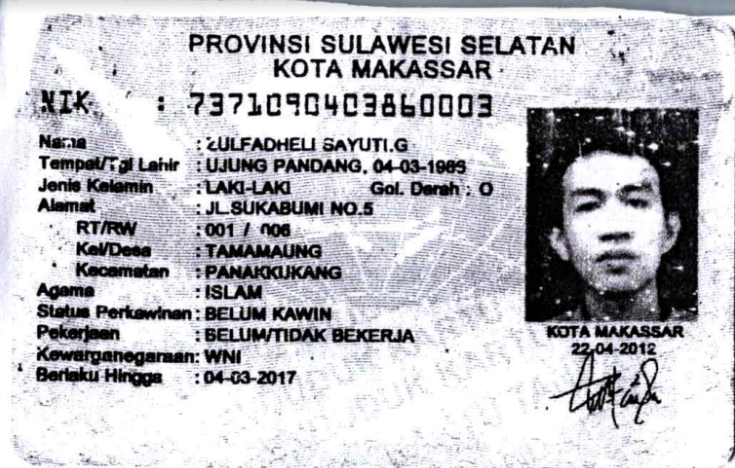 PROVINSI SULAWESI SELATAN
KOTA MAKASSAR
NIK : 7371090403860003
Nama : ZULFADHELI SAYUTI.G
Tempat/Tgl Lahir : UJUNG PANDANG, 04-03-1986
Jenis Kelamin : LAKI-LAKI Gol. Darah : O
Alamat : JL.SUKABUMI NO.5
RT/RW : 001 / 006
Kel/Desa : TAMAMAUNG
Kecamatan : PANAKKUKANG
Agama : ISLAM
Status Perkawinan : BELUM KAWIN
Pekerjaan : BELUM/TIDAK BEKERJA
Kewarganegaraan: WNI
Berlaku Hingga : 04-03-2017
KOTA MAKASSAR
22-04-2012